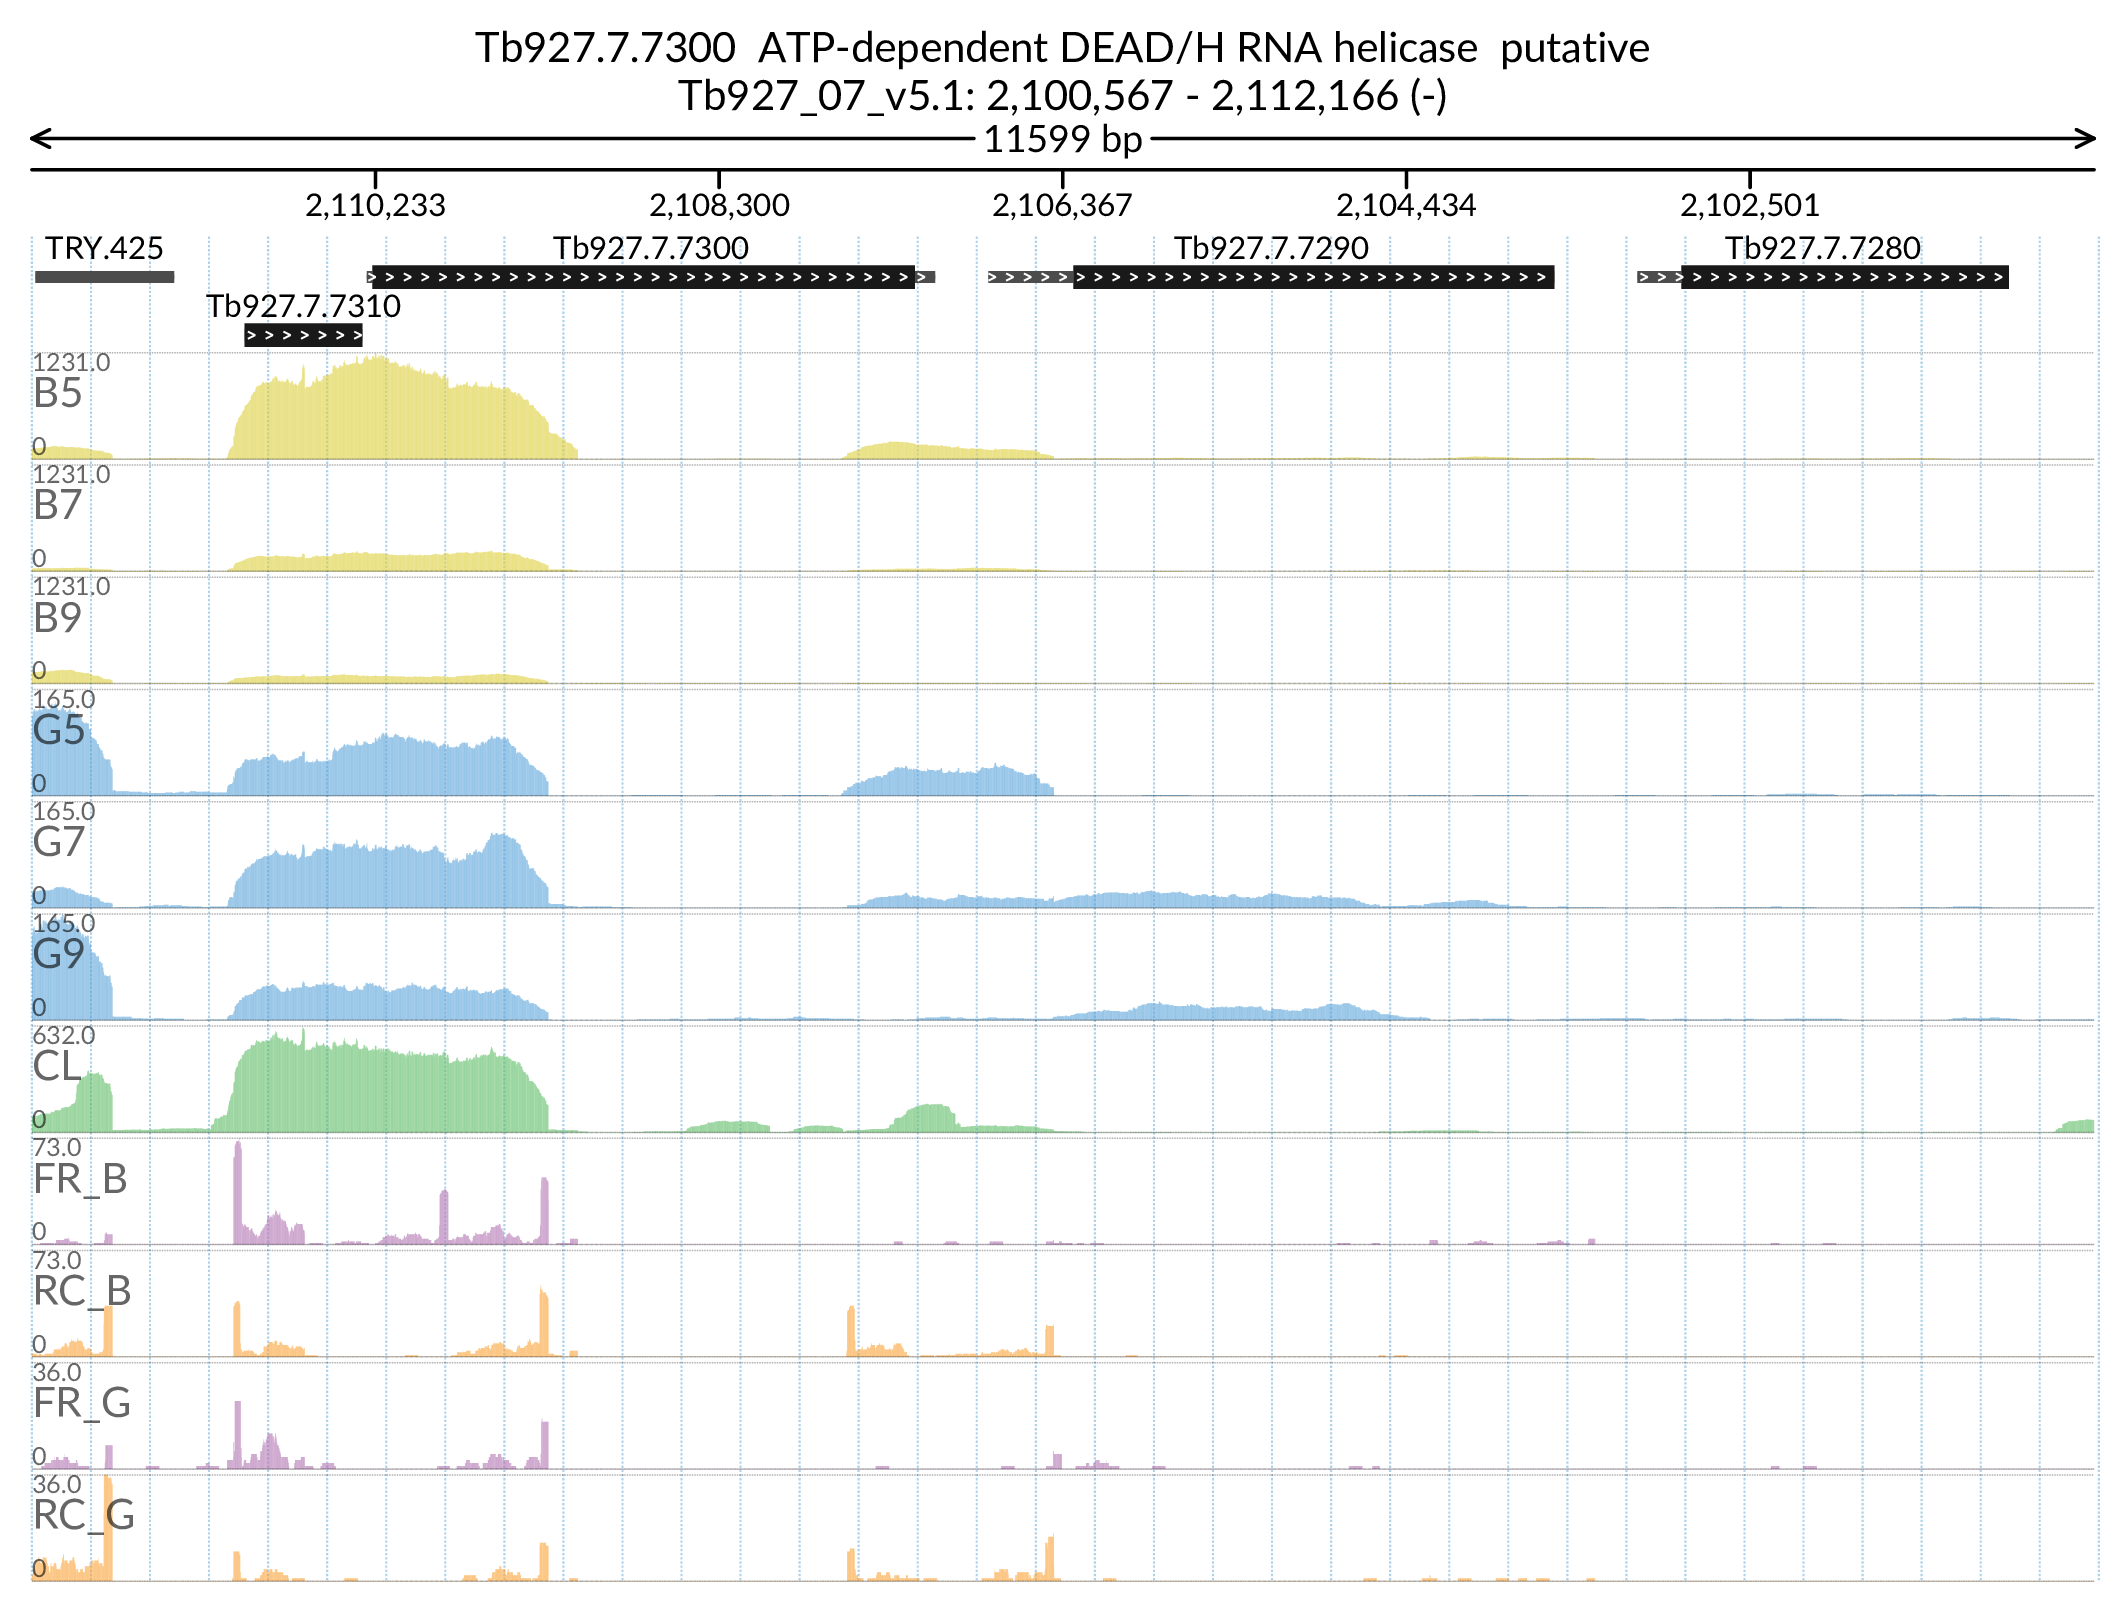 Tb927.7.7300 ATP-dependent DEAD/H RNA helicase putative
Tb927_07_v5.1: 2,100,567 - 2,112,166 (-)
11599 bp
2,110,233 2,108,300 2,106,367 2,104,434 2,102,501
TRY.425 Tb927.7.7300 Tb927.7.7290 Tb927.7.7280
Tb927.7.7310
1231.0
B5
0
1231.0
B7
0
1231.0
B9
0
165.0
G5
0
165.0
G7
0
165.0
G9
0
632.0
CL
0
73.0
FR_B
0
73.0
RC_B
0
36.0
FR_G
0
36.0
RC_G
0